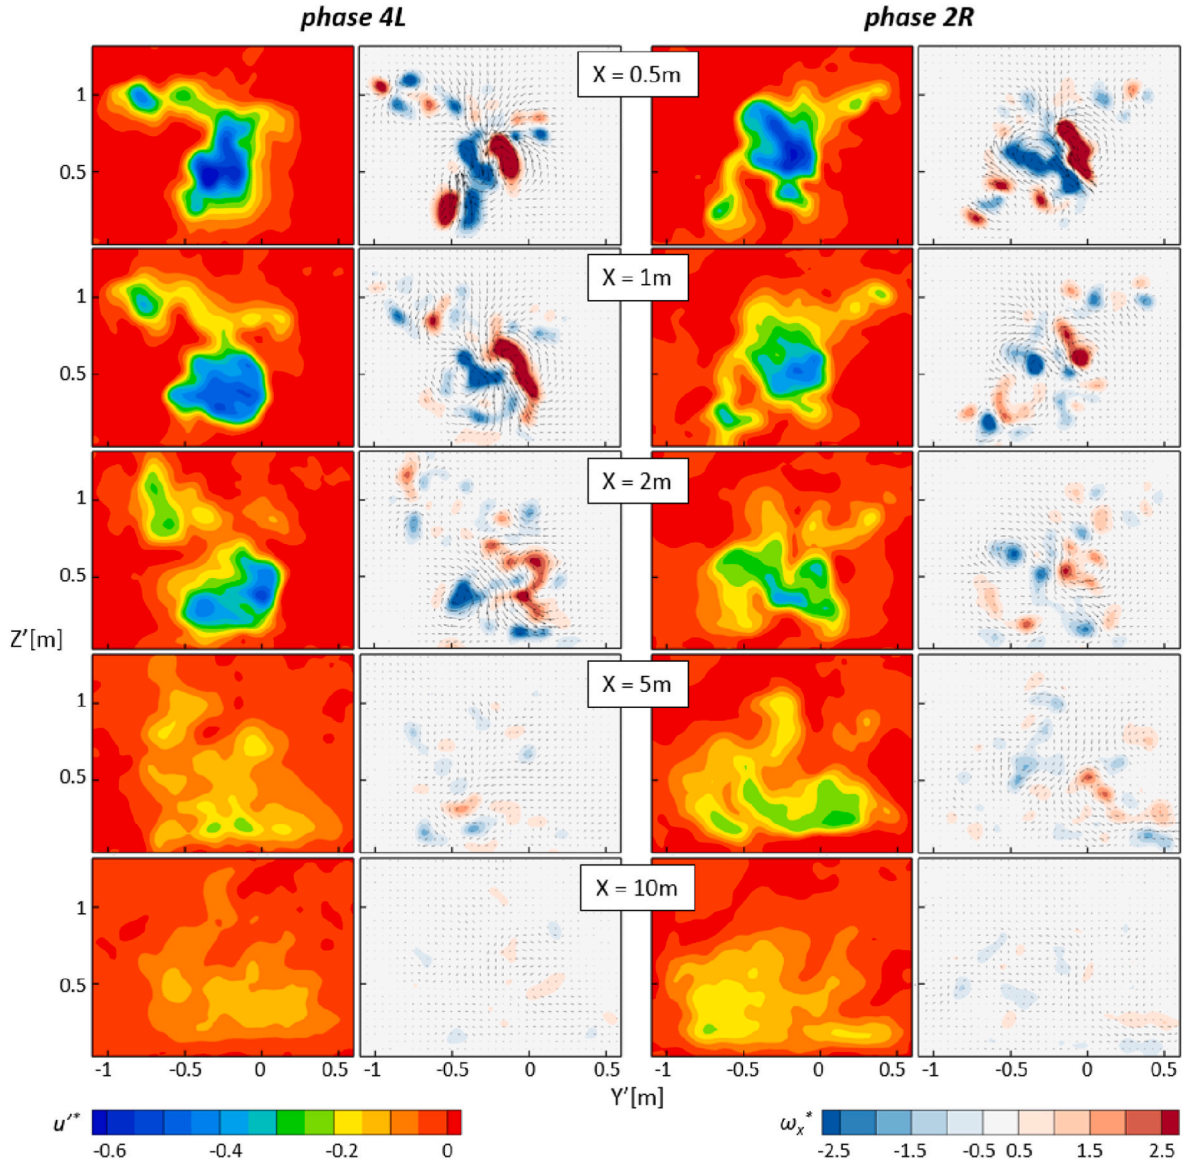 phase 4L phase 2R
X = 0.5m
1
0.5
X = 1m
1
0.5
X = 2m
1
0.5
Z'[m]
X = 5m
1
0.5
X = 10m
1
0.5
-1 -0.5 0 0.5 -1 -0.5 0 0.5 -1 -0.5 0 0.5 -1 -0.5 0 0.5
Y'[m]
u'* ωx*
-0.6 -0.4 -0.2 0 -2.5 -1.5 -0.5 0.5 1.5 2.5